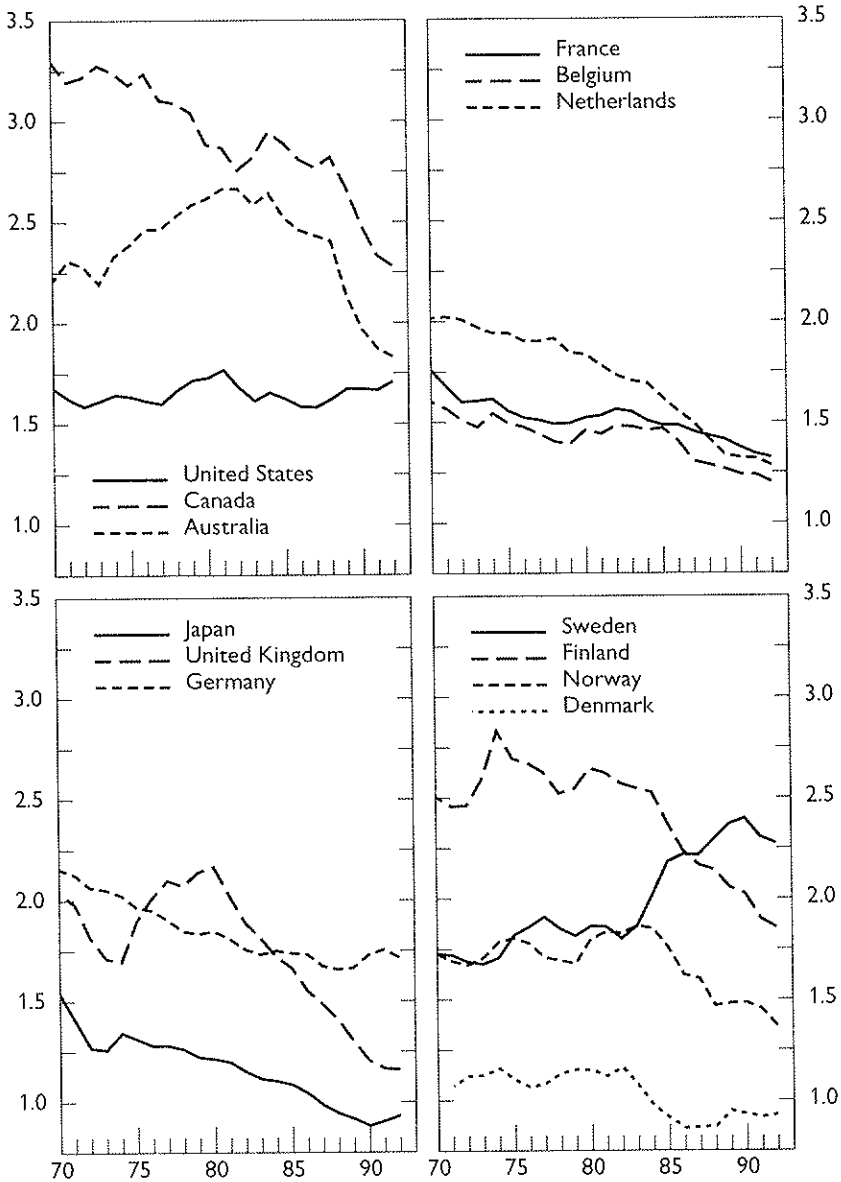 3.5
3.0
2.5
2.0
1.5
1.0
United States
Canada
Australia
France
Belgium
Netherlands
3.5
3.0
2.5
2.0
1.5
1.0
3.5
3.0
2.5
2.0
1.5
1.0
Japan
United Kingdom
Germany
70 75 80 85 90
Sweden
Finland
Norway
Denmark
3.5
3.0
2.5
2.0
1.5
1.0
70 75 80 85 90